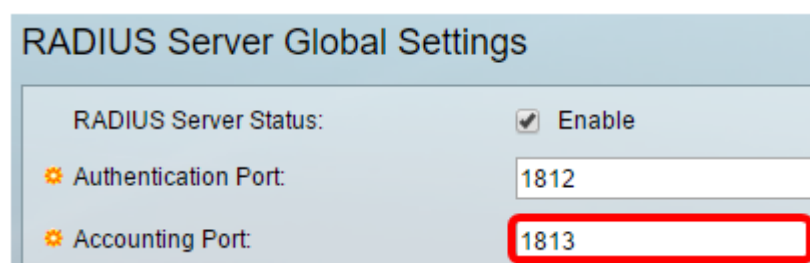 RADIUS Server Global Settings
RADIUS Server Status: Enable
Authentication Port: 1812
Accounting Port: 1813